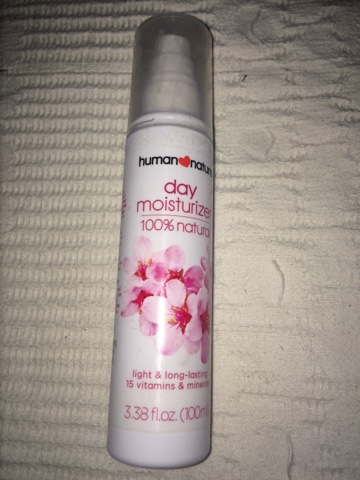 human nature
day
moisturizer
100% natural
light & long-lasting
15 vitamins & minerals
3.38 fl.oz. (100ml)